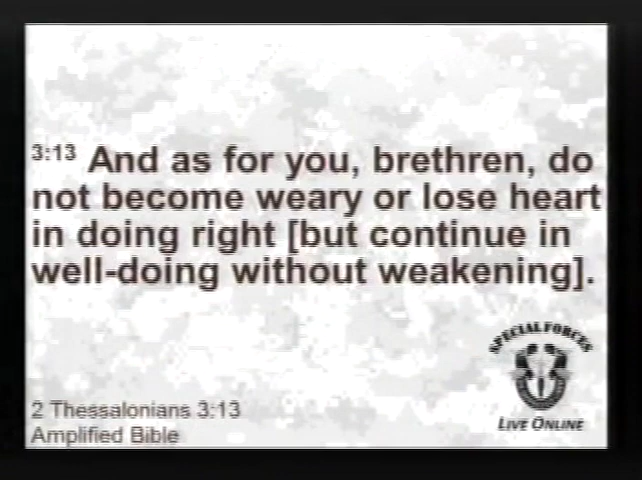 3:13 And as for you, brethren, do
not become weary or lose heart
in doing right [but continue in
well-doing without weakening].
SPECIAL FORCES
LIVE ONLINE
2 Thessalonians 3:13
Amplified Bible